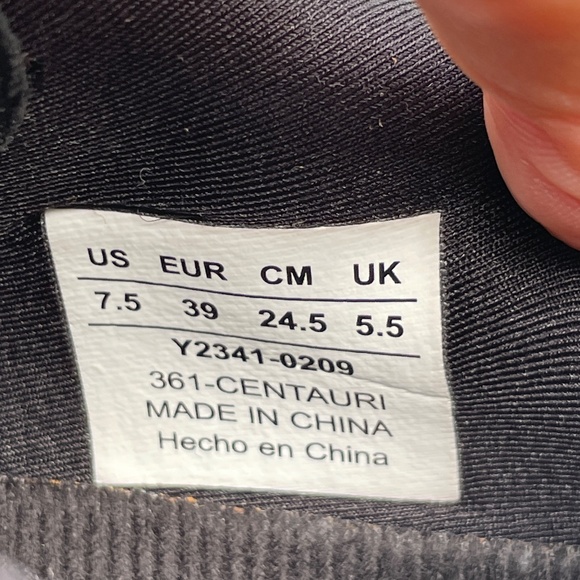 US EUR CM UK
7.5 39 24.5 5.5
Y2341-0209
361-CENTAURI
MADE IN CHINA
Hecho en China